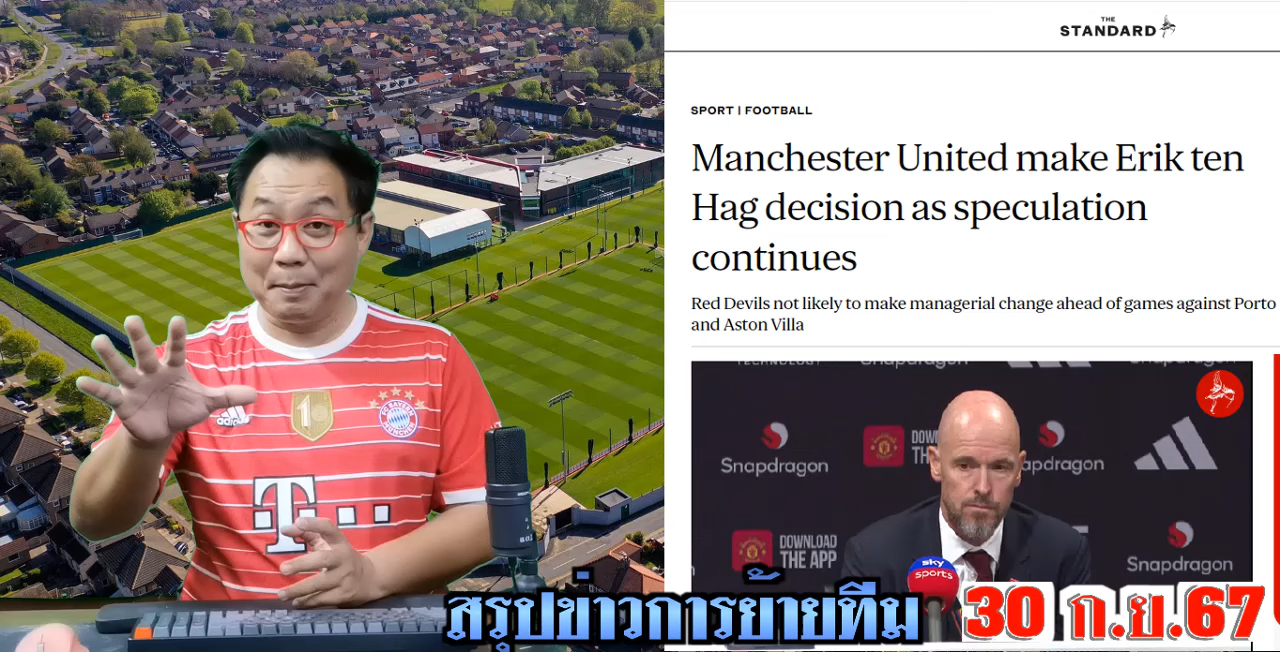 THE
STANDARD
SPORT | FOOTBALL
Manchester United make Erik ten
Hag decision as speculation
continues
Red Devils not likely to make managerial change ahead of games against Porto
and Aston Villa
TECHNOLOGY
Snapdragon
Snapdragon
Snapdragon
DOWNLOAD
THE APP
Snapdragon
adidas
10
FC BAYERN
MÜNCHEN
T
sky
sports
สรุปข่าวการย้ายทีม
30 ก.ย.67